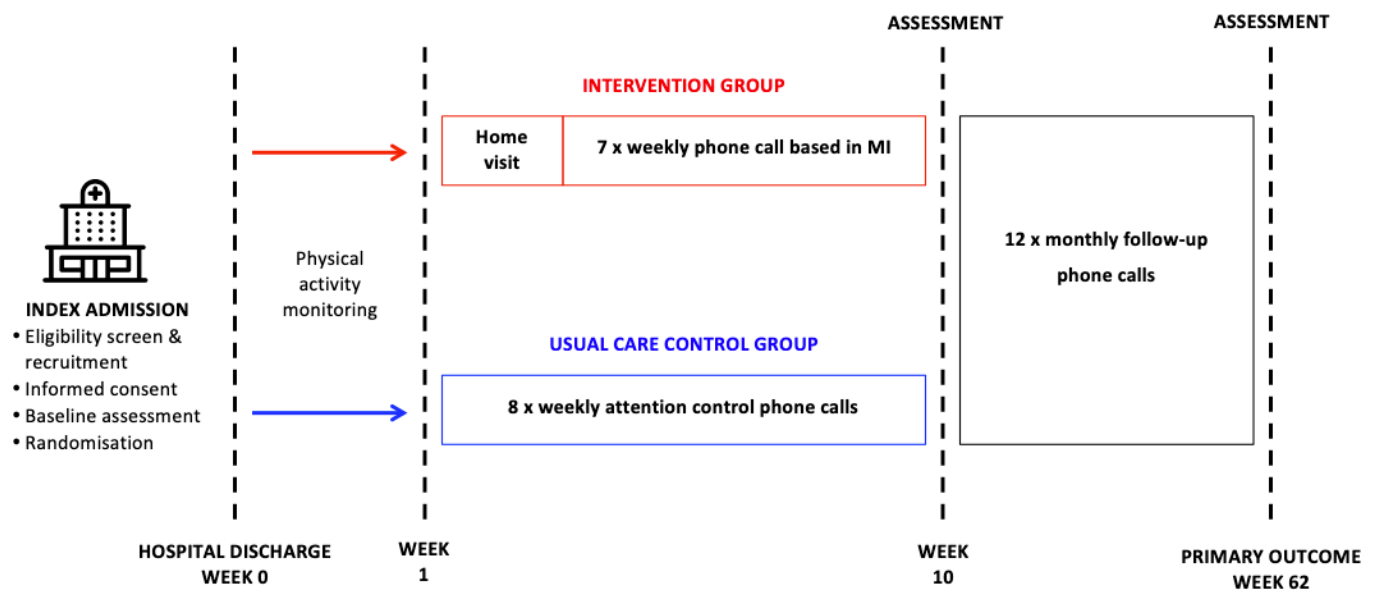 ASSESSMENT
ASSESSMENT
INTERVENTION GROUP
Home
visit
7 x weekly phone call based in MI
12 x monthly follow-up
phone calls
Physical
activity
monitoring
INDEX ADMISSION
• Eligibility screen &
recruitment
• Informed consent
• Baseline assessment
• Randomisation
USUAL CARE CONTROL GROUP
8 x weekly attention control phone calls
HOSPITAL DISCHARGE
WEEK 0
WEEK
1
WEEK
10
PRIMARY OUTCOME
WEEK 62